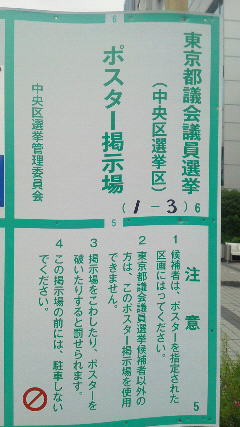 6
東京都議会議員選挙
(中央区選挙区)
(1-3)
ポスター掲示場
中央区選挙管理委員会
6
5
注意
1 候補者は、ポスターを指定された
区画にはってください。
2 東京都議会議員選挙候補者以外の
方は、このポスター掲示場を使用
できません。
3 掲示場をこわしたり、ポスターを
破いたりすると罰せられます。
4 この掲示場の前には、駐車しない
でください。
5